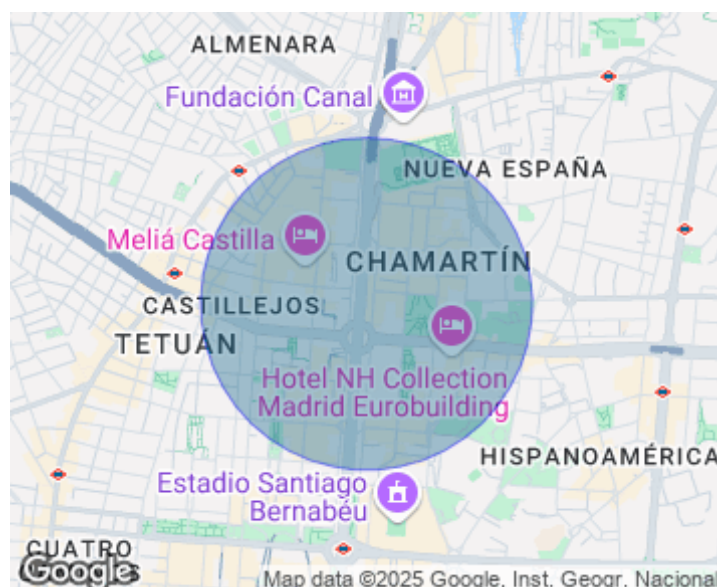 ALMENARA
Fundación Canal
NUEVA ESPAÑA
Meliá Castilla
CHAMARTÍN
CASTILLEJOS
TETUÁN
Hotel NH Collection
Madrid Eurobuilding
HISPANOAMÉRICA
Estadio Santiago
Bernabéu
CUATRO
Google
Map data ©2025 Google, Inst. Geogr. Nacional